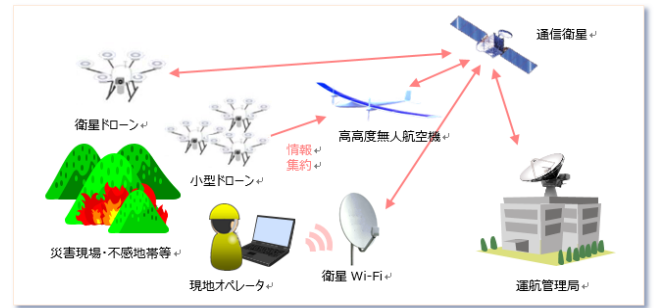 通信衛星
衛星ドローン
高高度無人航空機
情報
集約
小型ドローン
災害現場・不感地帯等
現地オペレータ
衛星 Wi-Fi
運航管理局